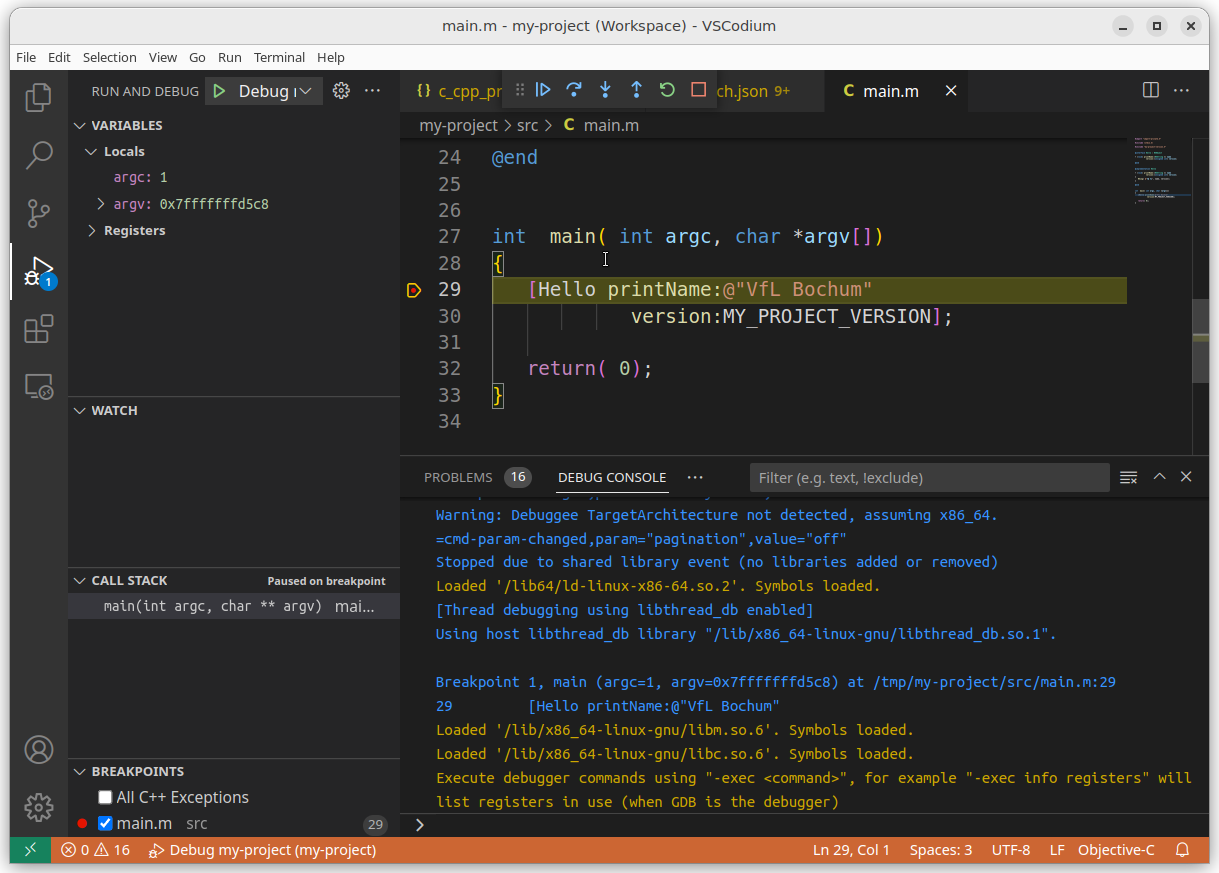 main.m - my-project (Workspace) - VSCodium
File Edit Selection View Go Run Terminal Help
RUN AND DEBUG Debug
VARIABLES
Locals
argc: 1
argv: 0x7fffffffd5c8
Registers
WATCH
CALL STACK Paused on breakpoint
main(int argc, char ** argv) mai...
BREAKPOINTS
All C++ Exceptions
main.m src 29
1
{} c_cpp_pr ch.json 9+ C main.m
my-project > src > C main.m
24 @end
25
26
27 int  main( int argc, char *argv[])
28 {
29    [Hello printName:@"VfL Bochum"
30             version:MY_PROJECT_VERSION];
31
32    return( 0);
33 }
34
PROBLEMS 16 DEBUG CONSOLE ... Filter (e.g. text, !exclude)
Warning: Debuggee TargetArchitecture not detected, assuming x86_64.
=cmd-param-changed,param="pagination",value="off"
Stopped due to shared library event (no libraries added or removed)
Loaded '/lib64/ld-linux-x86-64.so.2'. Symbols loaded.
[Thread debugging using libthread_db enabled]
Using host libthread_db library "/lib/x86_64-linux-gnu/libthread_db.so.1".
Breakpoint 1, main (argc=1, argv=0x7fffffffd5c8) at /tmp/my-project/src/main.m:29
29         [Hello printName:@"VfL Bochum"
Loaded '/lib/x86_64-linux-gnu/libm.so.6'. Symbols loaded.
Loaded '/lib/x86_64-linux-gnu/libc.so.6'. Symbols loaded.
Execute debugger commands using "-exec <command>", for example "-exec info registers" will
list registers in use (when GDB is the debugger)
>
0 16 Debug my-project (my-project) Ln 29, Col 1 Spaces: 3 UTF-8 LF Objective-C